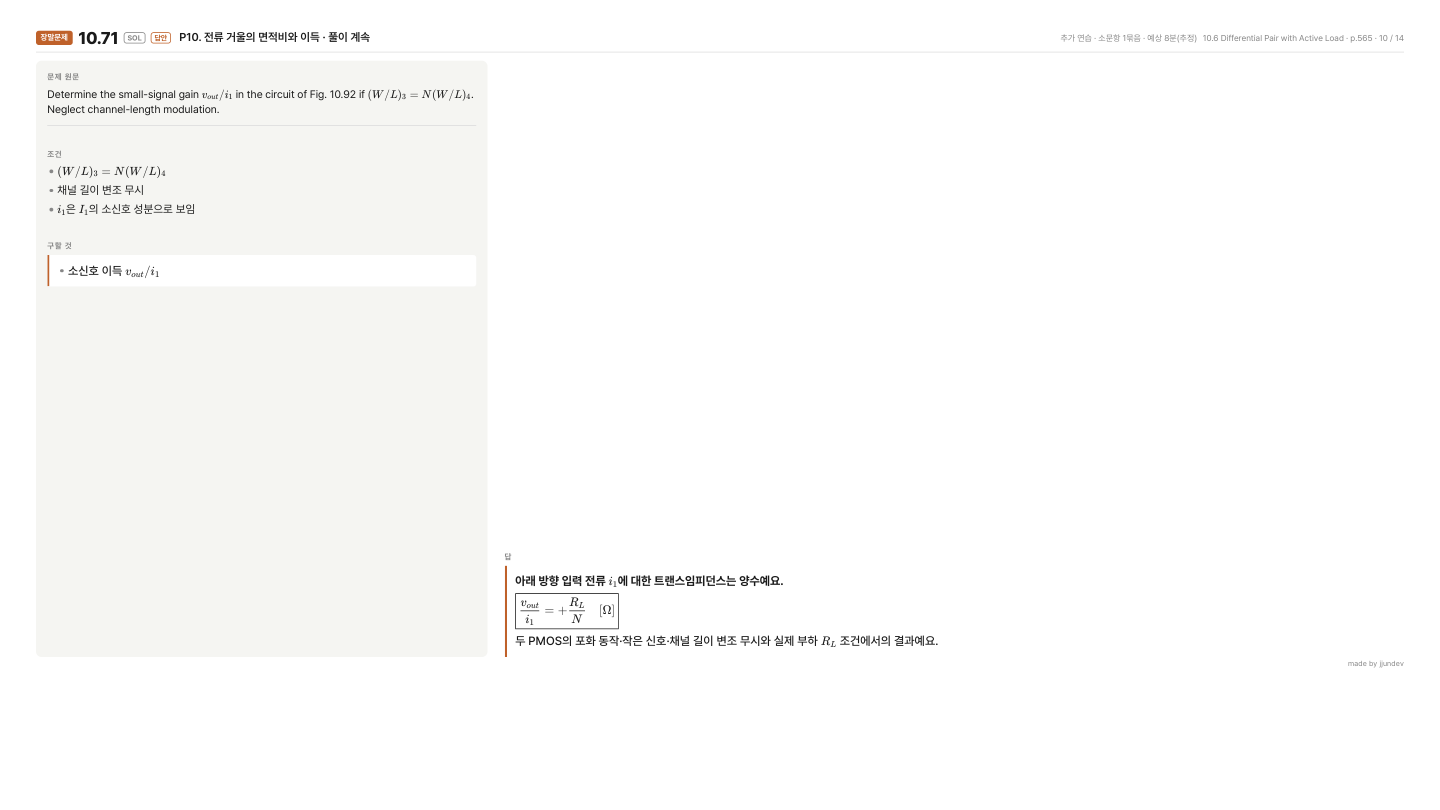 장말문제 10.71 SOL 답안 P10. 전류 거울의 면적비와 이득 · 풀이 계속
추가 연습 · 소문항 1묶음 · 예상 8분(추정) 10.6 Differential Pair with Active Load · p.565 · 10 / 14
문제 원문
Determine the small-signal gain v_out/i_1 in the circuit of Fig. 10.92 if (W/L)_3 = N(W/L)_4.
Neglect channel-length modulation.
조건
• (W/L)_3 = N(W/L)_4
• 채널 길이 변조 무시
• i_1은 I_1의 소신호 성분으로 보임
구할 것
• 소신호 이득 v_out/i_1
답
아래 방향 입력 전류 i_1에 대한 트랜스임피던스는 양수예요.
v_out/i_1 = +R_L/N [Ω]
두 PMOS의 포화 동작·작은 신호·채널 길이 변조 무시와 실제 부하 R_L 조건에서의 결과예요.
made by jjundev